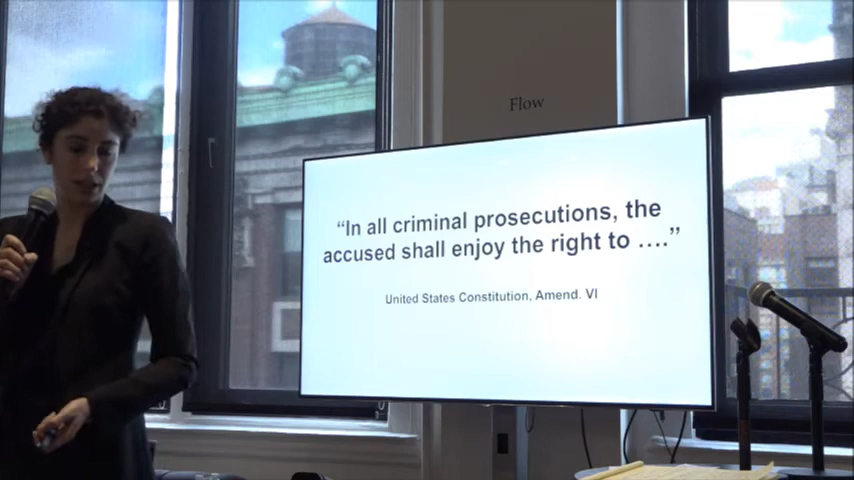 Flow
“In all criminal prosecutions, the
accused shall enjoy the right to ….”
United States Constitution, Amend. VI